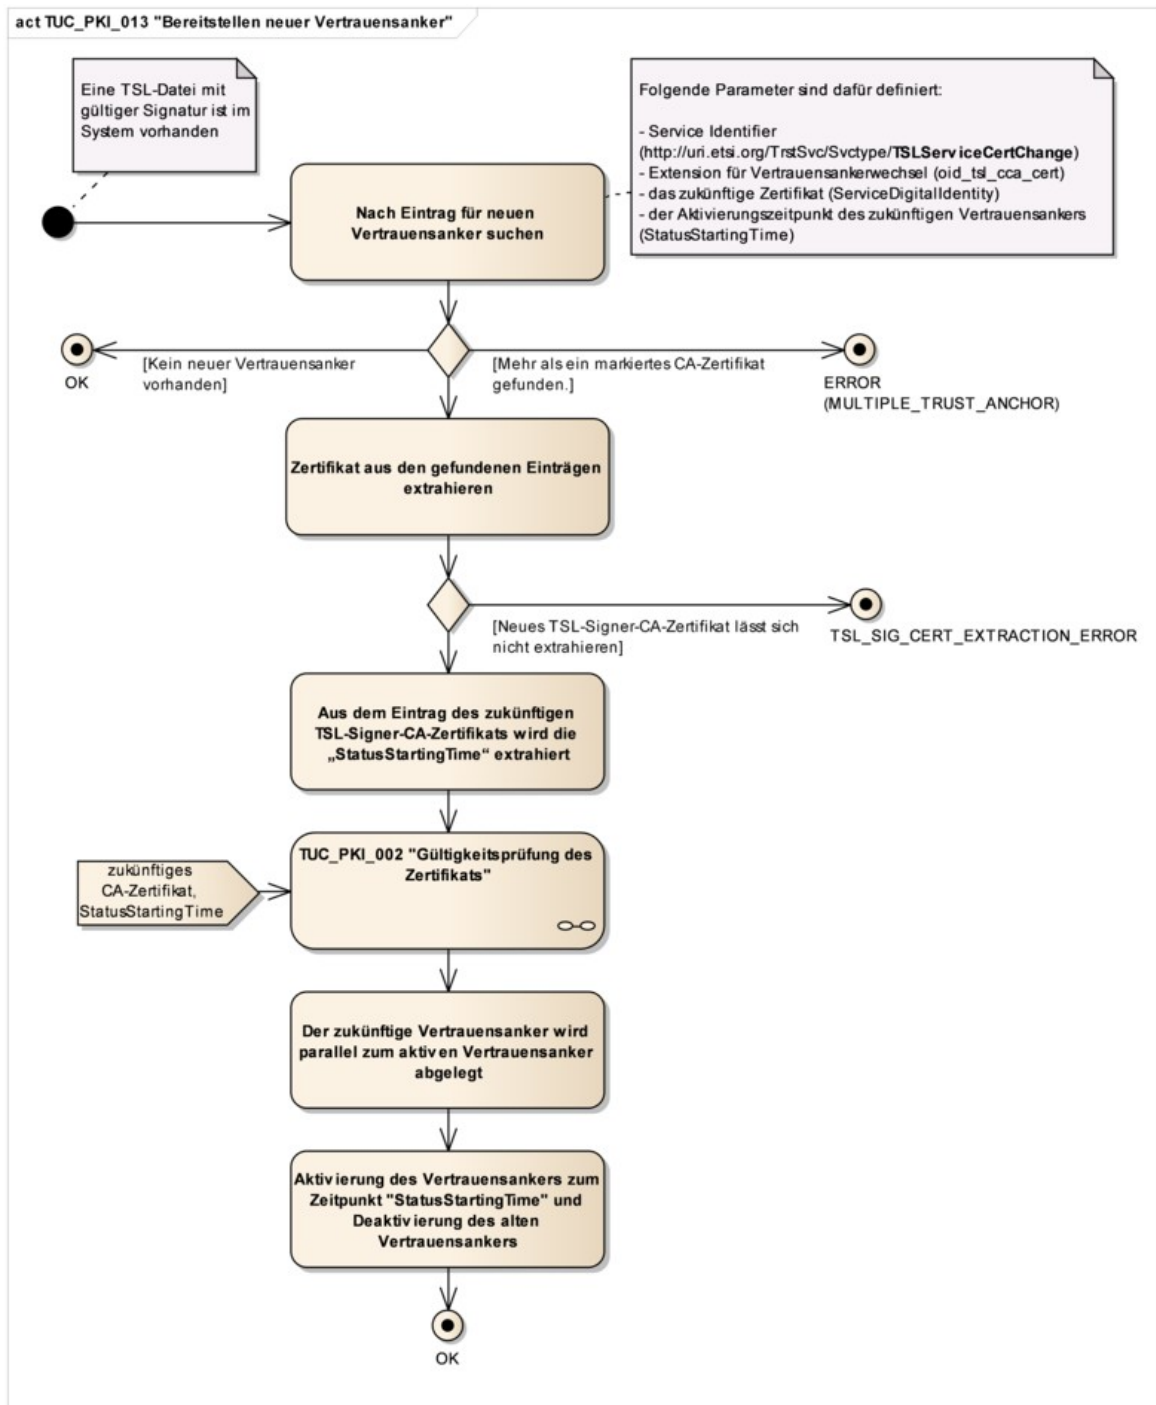 act TUC_PKI_013 "Bereitstellen neuer Vertrauensanker"
Eine TSL-Datei mit
gültiger Signatur ist im
System vorhanden
Folgende Parameter sind dafür definiert:
- Service Identifier
(http://uri.etsi.org/TrstSvc/Svctype/TSLServiceCertChange)
- Extension für Vertrauensankerwechsel (oid_tsl_cca_cert)
- das zukünftige Zertifikat (ServiceDigitalIdentity)
- der Aktivierungszeitpunkt des zukünftigen Vertrauensankers
(StatusStartingTime)
Nach Eintrag für neuen
Vertrauensanker suchen
[Kein neuer Vertrauensanker
vorhanden]
OK
[Mehr als ein markiertes CA-Zertifikat
gefunden.]
ERROR
(MULTIPLE_TRUST_ANCHOR)
Zertifikat aus den gefundenen Einträgen
extrahieren
[Neues TSL-Signer-CA-Zertifikat lässt sich
nicht extrahieren]
TSL_SIG_CERT_EXTRACTION_ERROR
Aus dem Eintrag des zukünftigen
TSL-Signer-CA-Zertifikats wird die
„StatusStartingTime“ extrahiert
zukünftiges
CA-Zertifikat,
StatusStartingTime
TUC_PKI_002 "Gültigkeitsprüfung des
Zertifikats"
Der zukünftige Vertrauensanker wird
parallel zum aktiven Vertrauensanker
abgelegt
Aktivierung des Vertrauensankers zum
Zeitpunkt "StatusStartingTime" und
Deaktivierung des alten
Vertrauensankers
OK